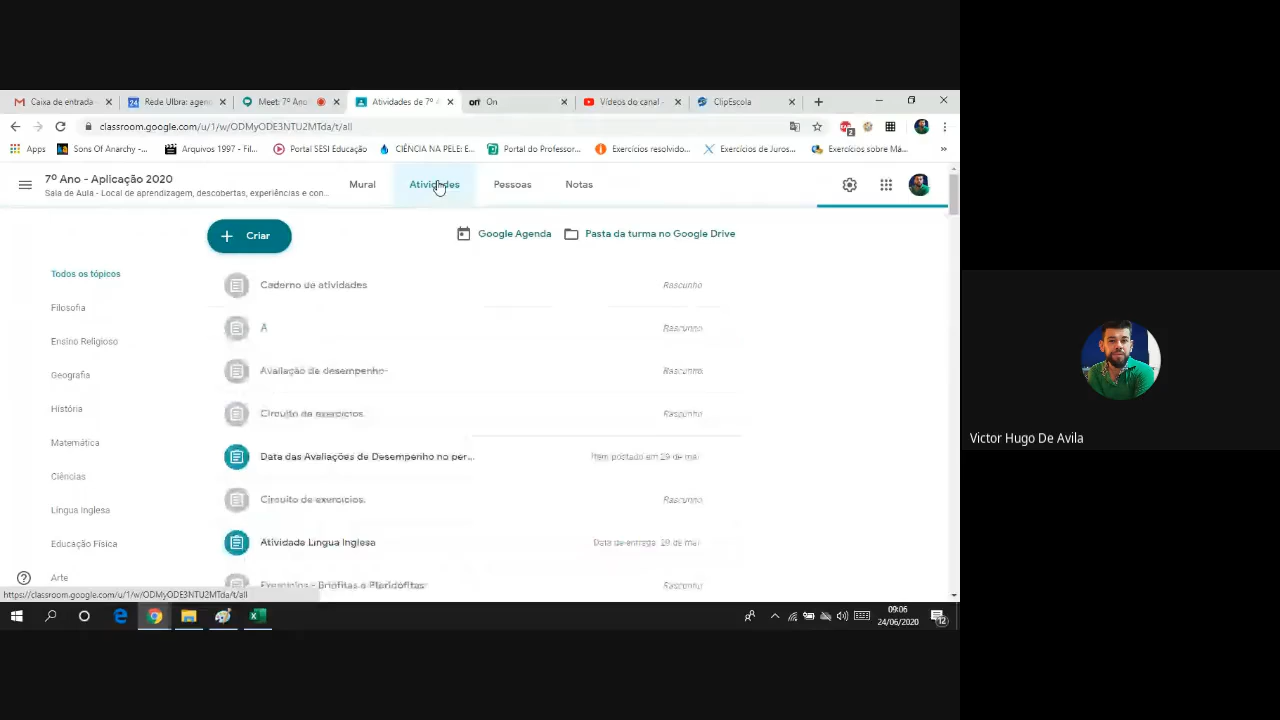 Caixa de entrada
Rede Ulbra: agen
Meet: 7º Ano
Atividades de 7º A
On
Vídeos do canal -
ClipEscola
classroom.google.com/u/1/w/ODMyODE3NTU2MTda/t/all
2
Apps
Sons Of Anarchy -...
Arquivos 1997 - Fil...
Portal SESI Educação
CIÊNCIA NA PELE: E...
Portal do Professor...
Exercícios resolvido...
Exercícios de Juros...
Exercícios sobre Má...
»
7º Ano - Aplicação 2020
Sala de Aula - Local de aprendizagem, descobertas, experiências e con...
Mural
Atividades
Pessoas
Notas
Criar
Google Agenda
Pasta da turma no Google Drive
Todos os tópicos
Filosofia
Ensino Religioso
Geografia
História
Matemática
Ciências
Língua Inglesa
Educação Física
Arte
Caderno de atividades
Rascunho
A
Rascunho
Avaliação de desempenho
Rascunho
Circuito de exercícios.
Rascunho
Data das Avaliações de Desempenho no per...
Item postado em 29 de mai
Circuito de exercícios.
Rascunho
Atividade Língua Inglesa
Data de entrega: 29 de mai
Briófitas e Pteridófitas
Rascunho
https://classroom.google.com/u/1/w/ODMyODE3NTU2MTda/t/all
09:06
24/06/2020
12
Victor Hugo De Avila